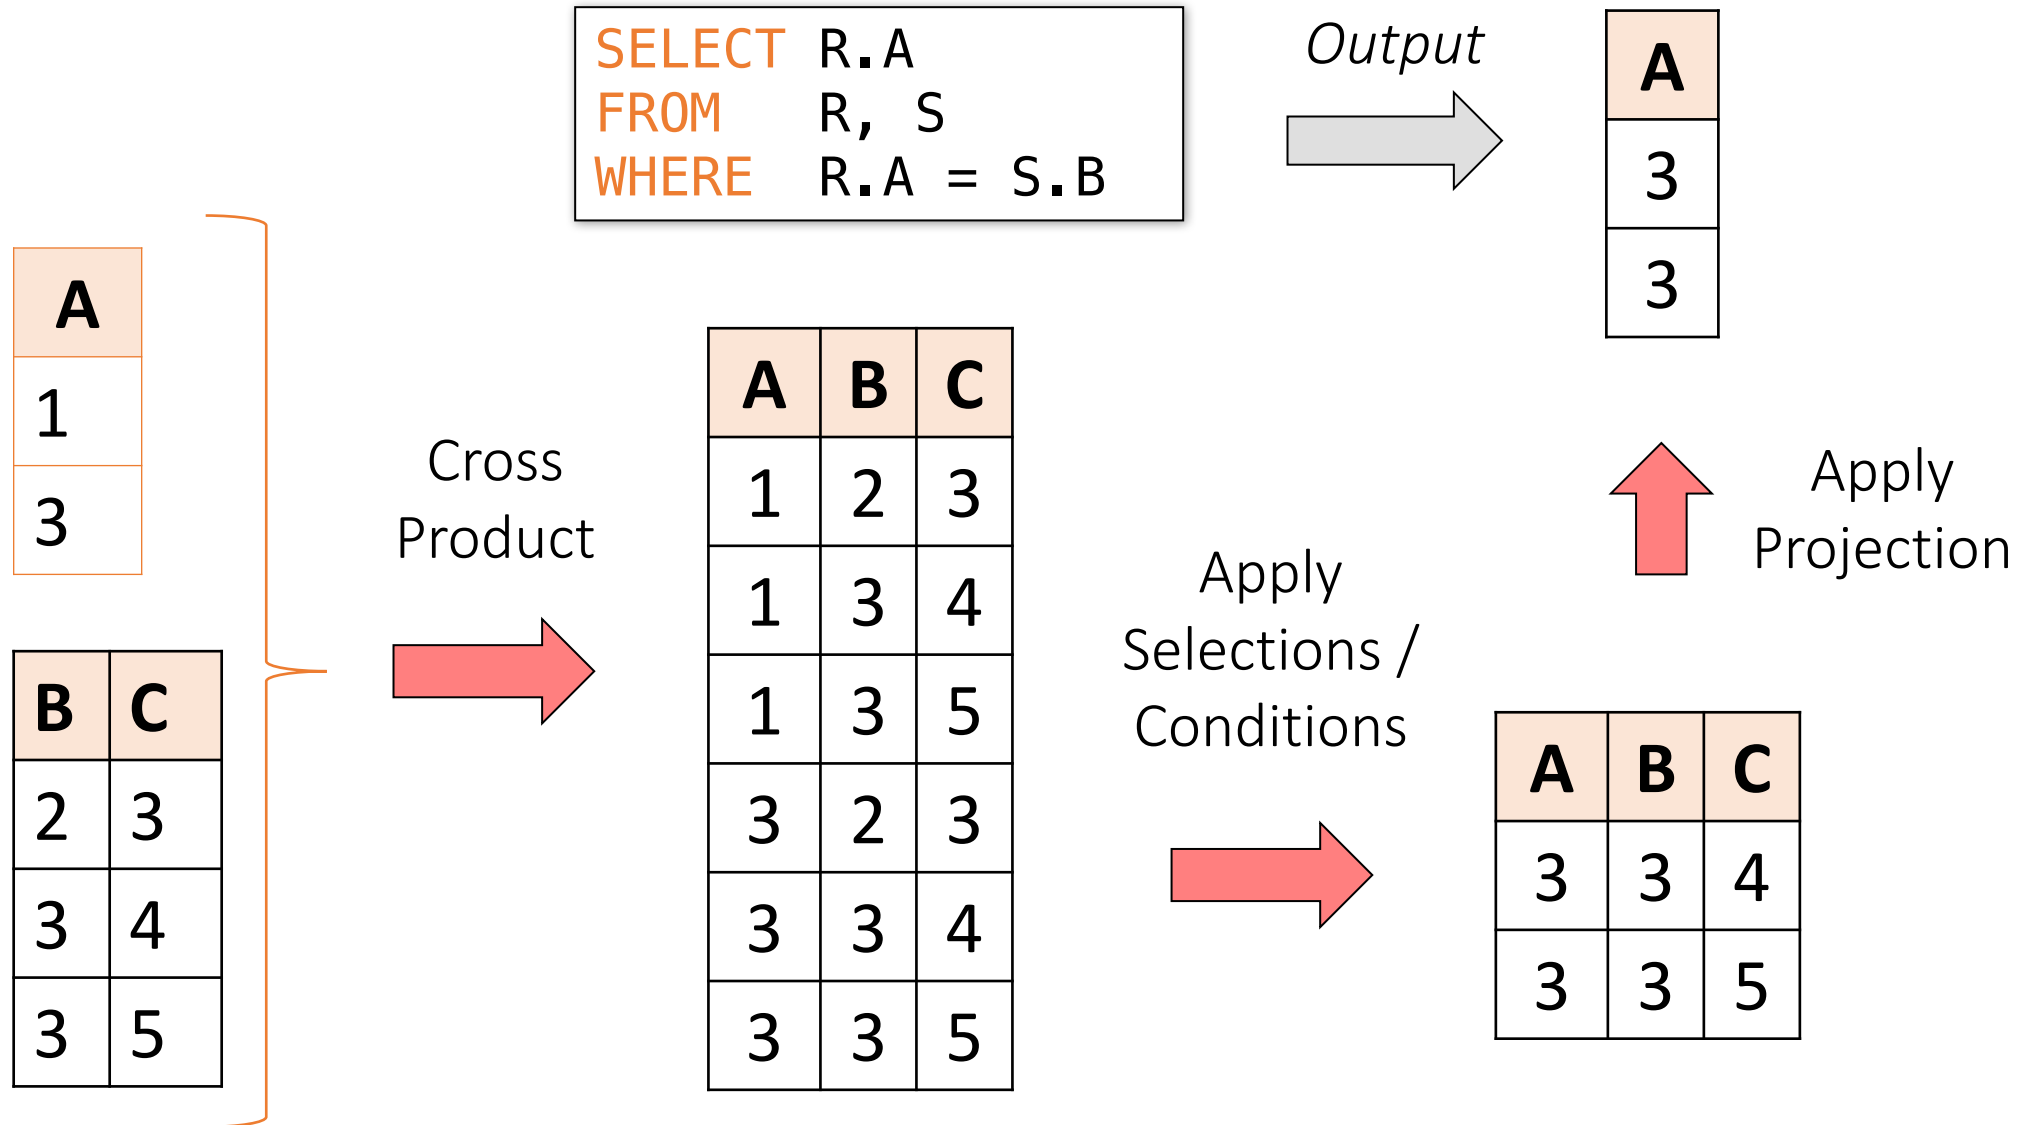 SELECT R.A
FROM R, S
WHERE R.A = S.B
Output
A
3
3
A
1
3
B C
2 3
3 4
3 5
Cross
Product
A B C
1 2 3
1 3 4
1 3 5
3 2 3
3 3 4
3 3 5
Apply
Selections /
Conditions
A B C
3 3 4
3 3 5
Apply
Projection